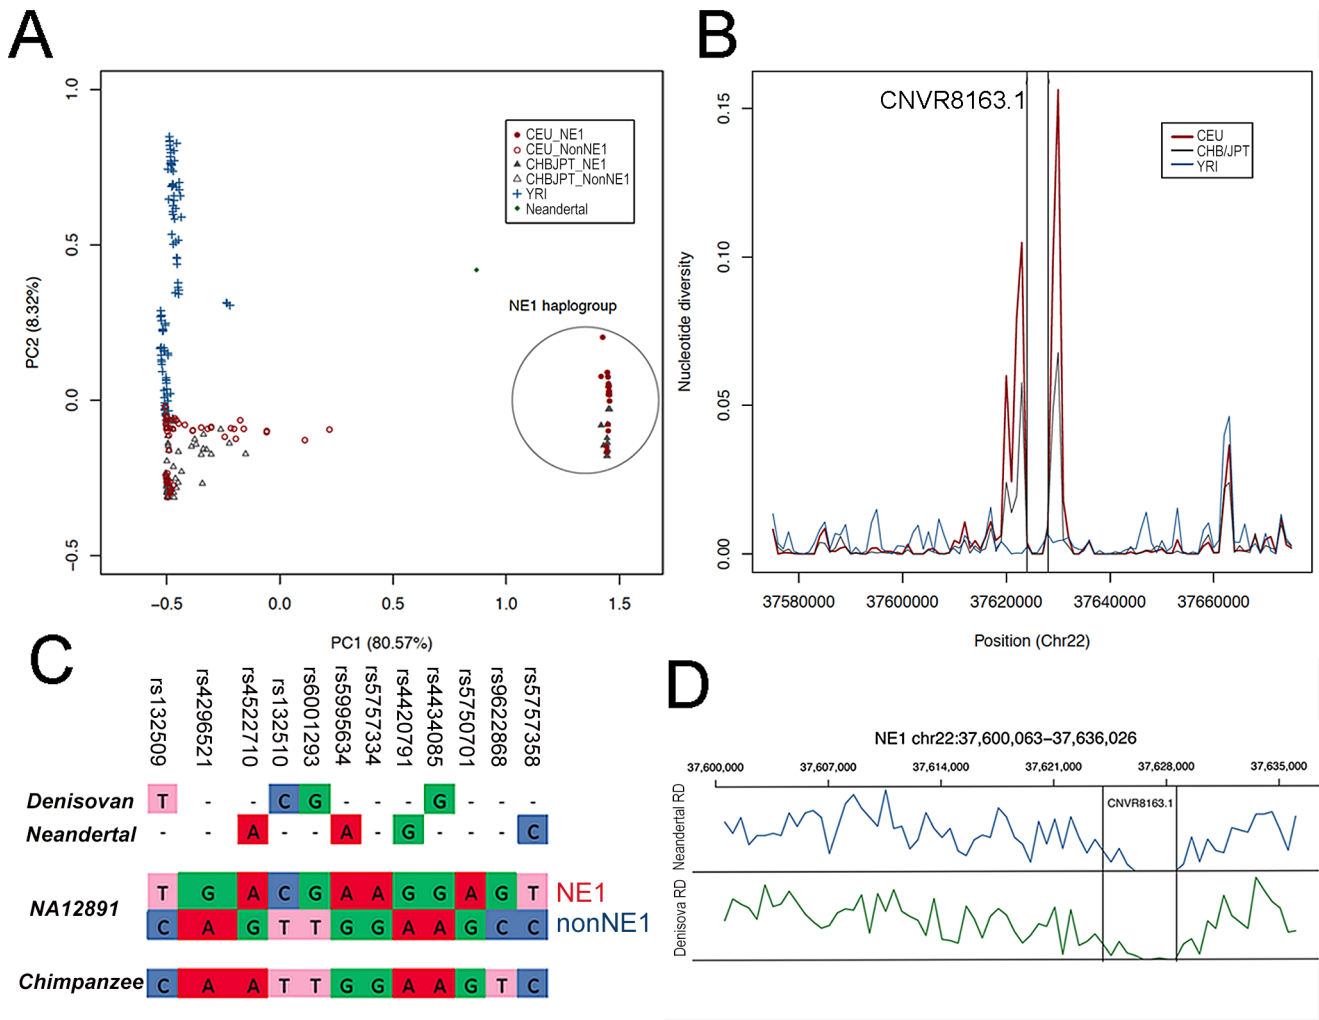 A
1.0
0.5
0.0
−0.5
PC2 (8.32%)
CEU_NE1
CEU_NonNE1
CHBJPT_NE1
CHBJPT_NonNE1
YRI
Neandertal
NE1 haplogroup
−0.5 0.0 0.5 1.0 1.5
PC1 (80.57%)
B
0.15
0.10
0.05
0.00
Nucleotide diversity
CNVR8163.1
CEU
CHB/JPT
YRI
37580000 37600000 37620000 37640000 37660000
Position (Chr22)
C
rs132509 rs4296521 rs4522710 rs132510 rs6001293 rs5995634 rs5757334 rs4420791 rs4434085 rs5750701 rs9622868 rs5757358
Denisovan T - - C G - - - G - - -
Neandertal - - A - - A - G - - - C
NA12891
T G A C G A A G G A G T NE1
C A G T T G G A A G C C nonNE1
Chimpanzee C A A T T G G A A G T C
D
NE1 chr22:37,600,063–37,636,026
37,600,000 37,607,000 37,614,000 37,621,000 37,628,000 37,635,000
Neandertal RD
CNVR8163.1
Denisova RD